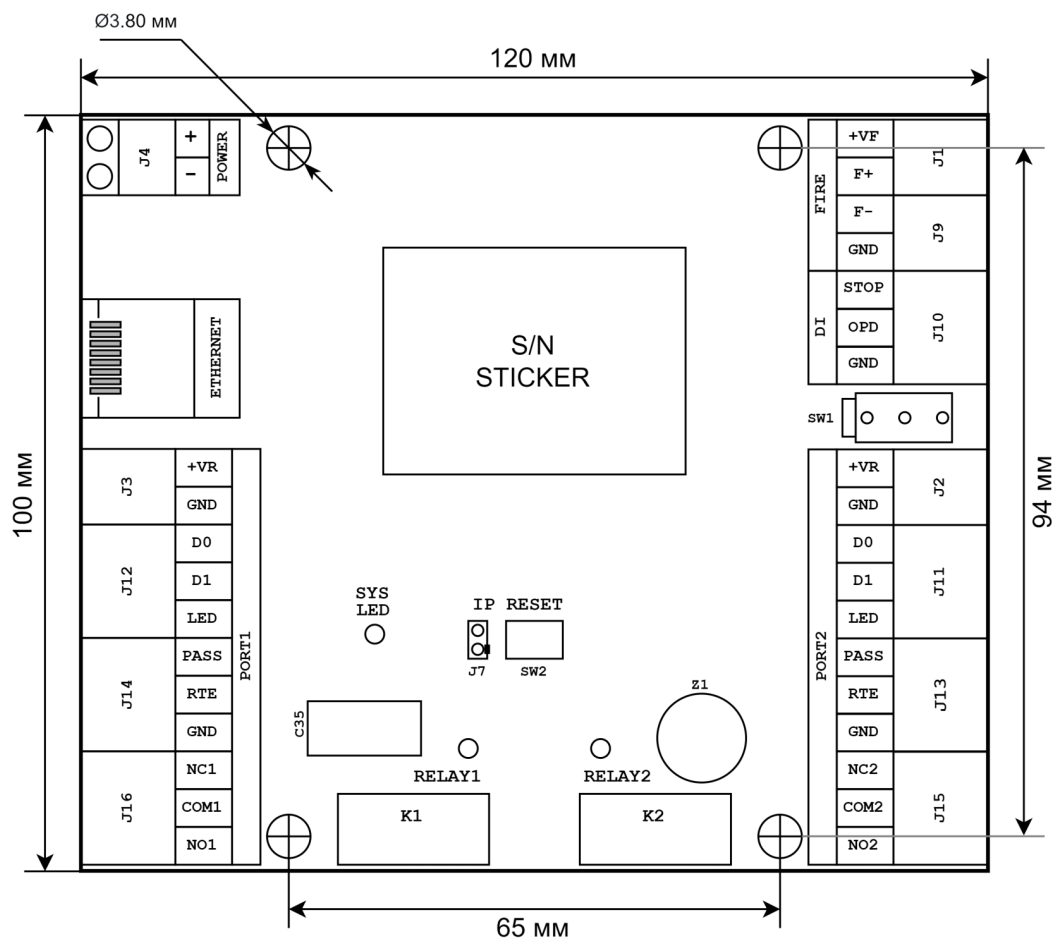 Ø3.80 мм
120 мм
J4
+
-
POWER
+VF
F+
F-
GND
FIRE
J1
J9
STOP
OPD
GND
DI
J10
S/N
STICKER
ETHERNET
SW1
100 мм
94 мм
J3
+VR
GND
J12
D0
D1
LED
J14
PASS
RTE
GND
J16
NC1
COM1
NO1
PORT1
SYS
LED
IP RESET
J7 SW2
C35
Z1
RELAY1
RELAY2
K1
K2
PORT2
+VR
GND
J2
D0
D1
LED
J11
PASS
RTE
GND
J13
NC2
COM2
NO2
J15
65 мм